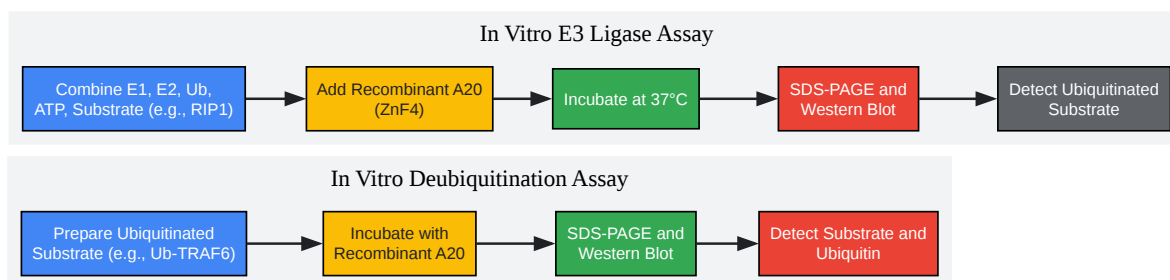 In Vitro E3 Ligase Assay
Combine E1, E2, Ub,
ATP, Substrate (e.g., RIP1)
Add Recombinant A20
(ZnF4)
Incubate at 37°C
SDS-PAGE and
Western Blot
Detect Ubiquitinated
Substrate
In Vitro Deubiquitination Assay
Prepare Ubiquitinated
Substrate (e.g., Ub-TRAF6)
Incubate with
Recombinant A20
SDS-PAGE and
Western Blot
Detect Substrate and
Ubiquitin